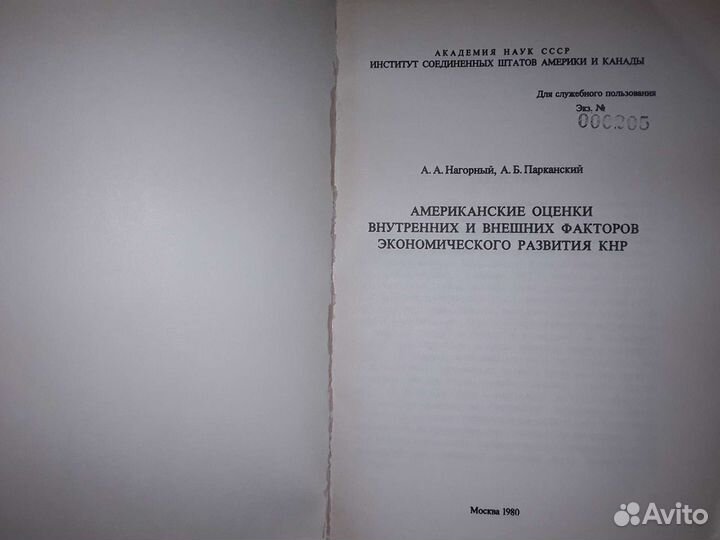 АКАДЕМИЯ НАУК СССР
ИНСТИТУТ СОЕДИНЕННЫХ ШТАТОВ АМЕРИКИ И КАНАДЫ
Для служебного пользования
Экз. №
000205
А. А. Нагорный, А. Б. Парканский
АМЕРИКАНСКИЕ ОЦЕНКИ
ВНУТРЕННИХ И ВНЕШНИХ ФАКТОРОВ
ЭКОНОМИЧЕСКОГО РАЗВИТИЯ КНР
Москва 1980
Avito